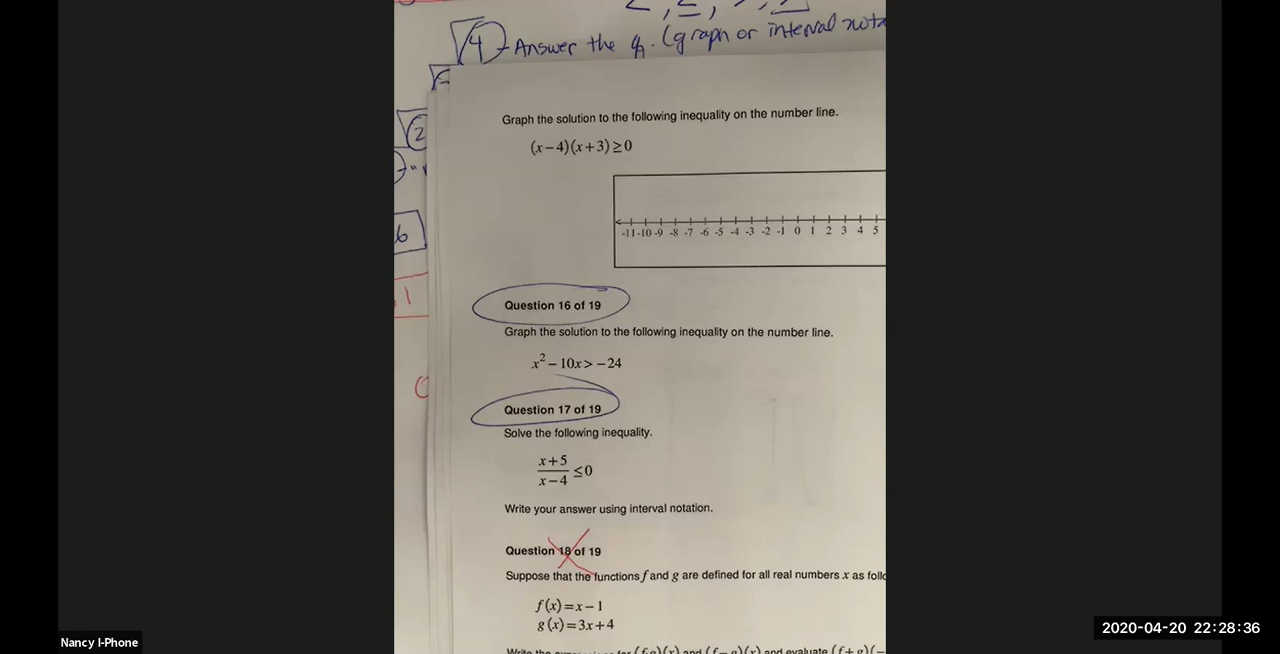 4 - Answer the q. (graph or interval nota
Graph the solution to the following inequality on the number line.
(x−4)(x+3)≥0
-11 -10 -9 -8 -7 -6 -5 -4 -3 -2 -1 0 1 2 3 4 5
2
6
1
Question 16 of 19
Graph the solution to the following inequality on the number line.
x² − 10x > −24
Question 17 of 19
Solve the following inequality.
x+5
x−4 ≤0
Write your answer using interval notation.
Question 18 of 19
Suppose that the functions f and g are defined for all real numbers x as follo
f(x)=x−1
g(x)=3x+4
Nancy I-Phone
2020-04-20 22:28:36